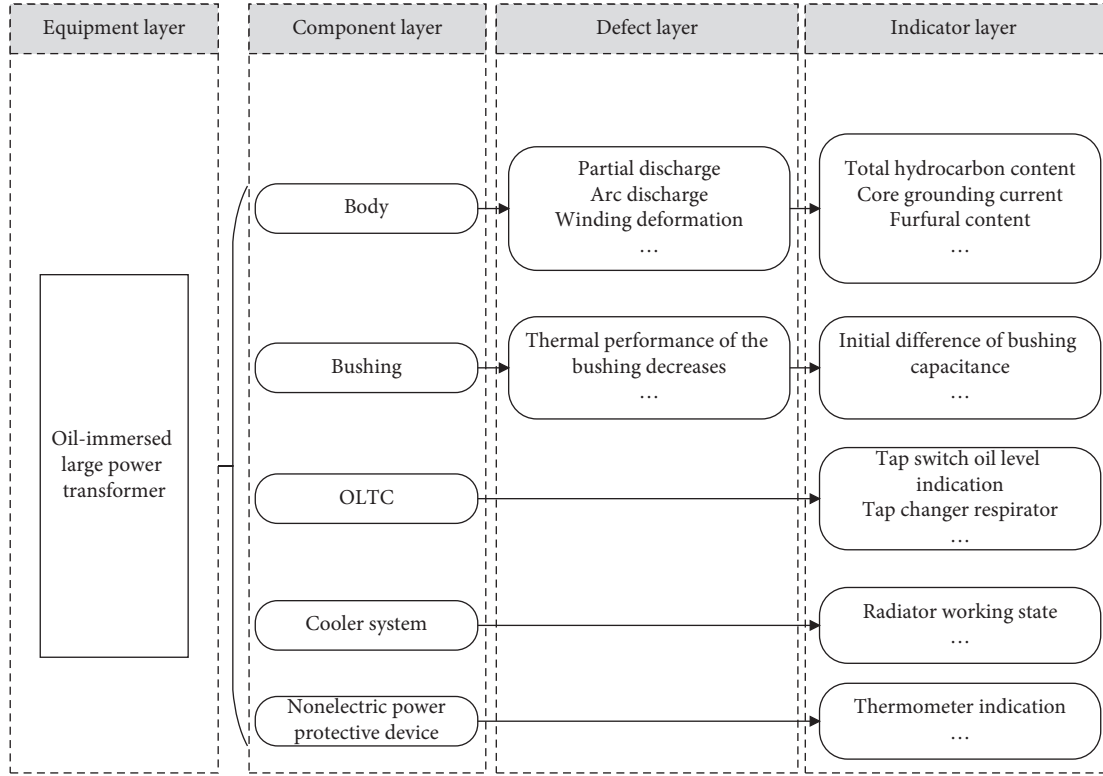 Equipment layer
Component layer
Defect layer
Indicator layer
Oil-immersed
large power
transformer
Body
Partial discharge
Arc discharge
Winding deformation
…
Total hydrocarbon content
Core grounding current
Furfural content
…
Bushing
Thermal performance of the
bushing decreases
…
Initial difference of bushing
capacitance
…
OLTC
Tap switch oil level
indication
Tap changer respirator
…
Cooler system
Radiator working state
…
Nonelectric power
protective device
Thermometer indication
…